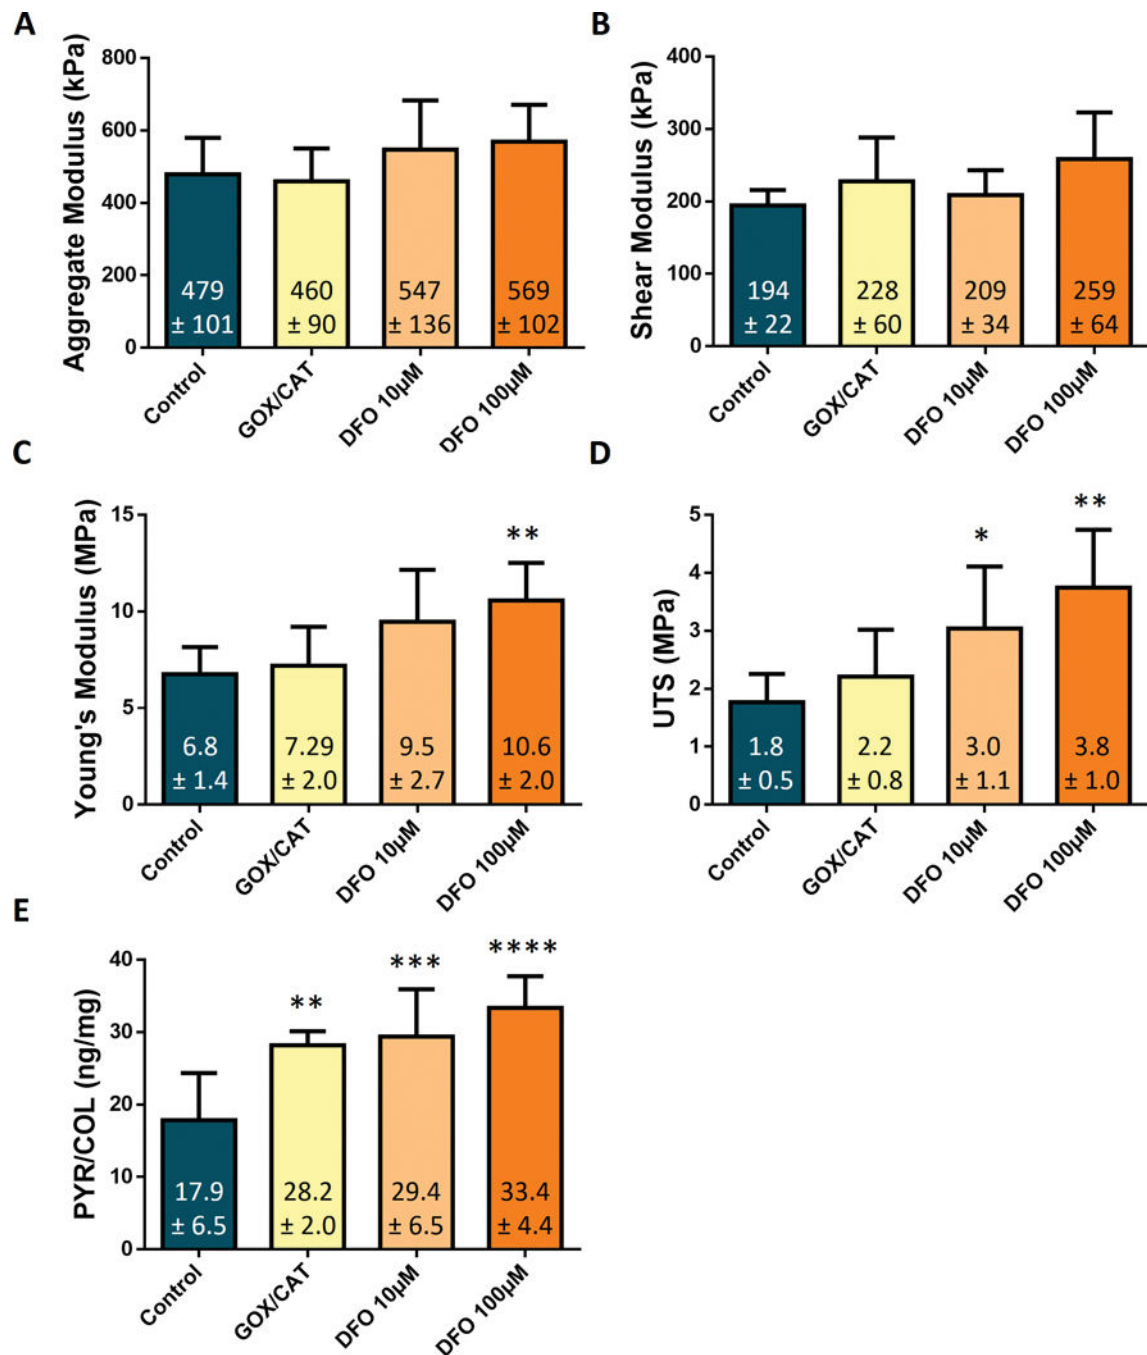 A
Aggregate Modulus (kPa)
800
600
400
200
0
479
± 101
460
± 90
547
± 136
569
± 102
Control
GOX/CAT
DFO 10µM
DFO 100µM
B
Shear Modulus (kPa)
400
300
200
100
0
194
± 22
228
± 60
209
± 34
259
± 64
Control
GOX/CAT
DFO 10µM
DFO 100µM
C
Young's Modulus (MPa)
15
10
5
0
**
6.8
± 1.4
7.29
± 2.0
9.5
± 2.7
10.6
± 2.0
Control
GOX/CAT
DFO 10µM
DFO 100µM
D
UTS (MPa)
5
4
3
2
1
0
*
**
1.8
± 0.5
2.2
± 0.8
3.0
± 1.1
3.8
± 1.0
Control
GOX/CAT
DFO 10µM
DFO 100µM
E
PYR/COL (ng/mg)
40
30
20
10
0
**
***
****
17.9
± 6.5
28.2
± 2.0
29.4
± 6.5
33.4
± 4.4
Control
GOX/CAT
DFO 10µM
DFO 100µM